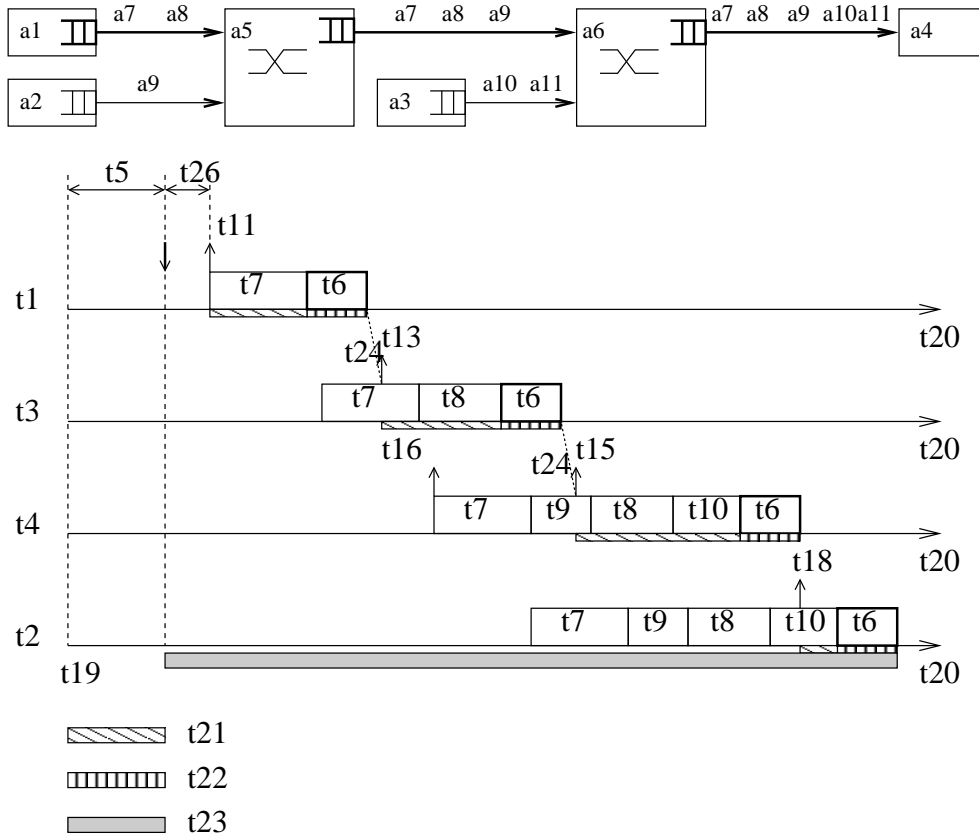 a7 a8 a7 a8 a9 a7 a8 a9 a10a11
a1 a5 a6 a4
a9 a10 a11
a2 a3
t5 t26
t11
t7 t6
t1
t13
t20
t24
t7 t8 t6
t3
t16 t15
t20
t24
t7 t9 t8 t10 t6
t4
t20
t18
t7 t9 t8 t10 t6
t2
t19 t20
t21
t22
t23